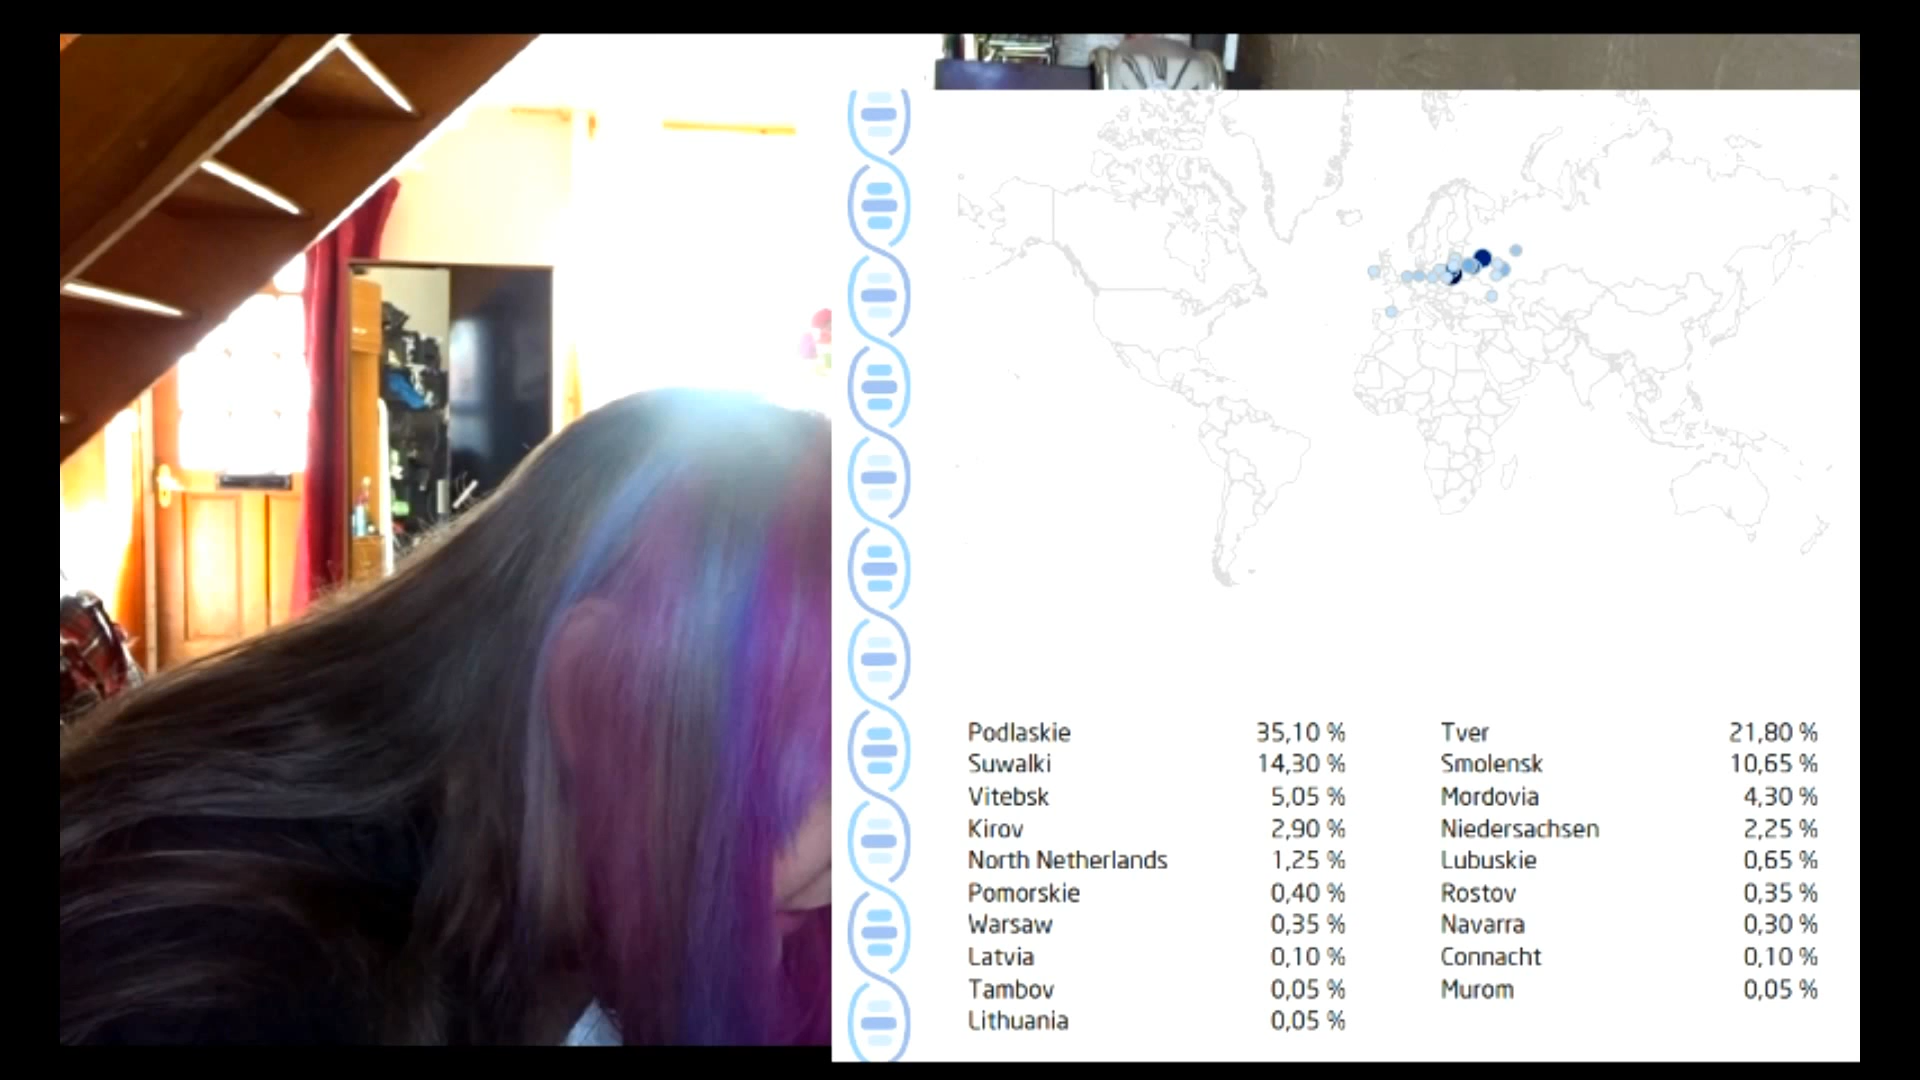 Podlaskie 35,10 % Tver 21,80 %
Suwalki 14,30 % Smolensk 10,65 %
Vitebsk 5,05 % Mordovia 4,30 %
Kirov 2,90 % Niedersachsen 2,25 %
North Netherlands 1,25 % Lubuskie 0,65 %
Pomorskie 0,40 % Rostov 0,35 %
Warsaw 0,35 % Navarra 0,30 %
Latvia 0,10 % Connacht 0,10 %
Tambov 0,05 % Murom 0,05 %
Lithuania 0,05 %